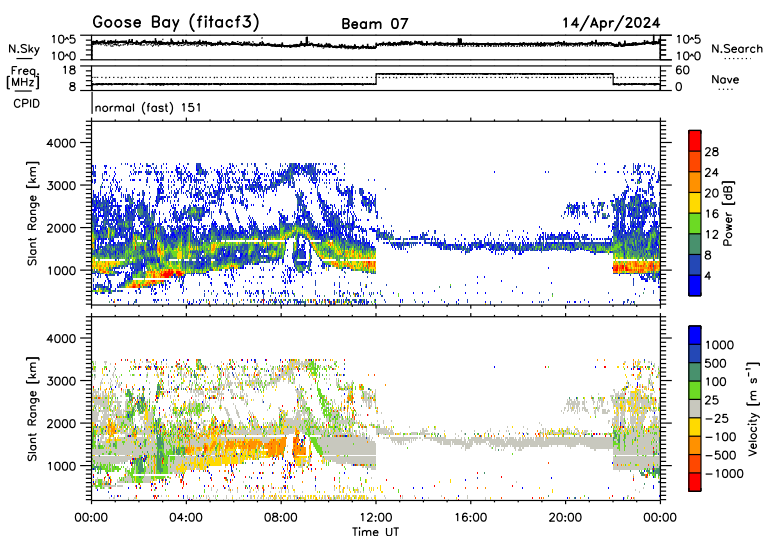 Goose Bay (fitacf3) Beam 07 14/Apr/2024
N.Sky 10^5 10^0 10^5 10^0 N.Search
Freq. [MHz] 18 8 60 0 Nave
CPID normal (fast) 151
Slant Range [km] 4000 3000 2000 1000
Power [dB] 28 24 20 16 12 8 4
Slant Range [km] 4000 3000 2000 1000
Velocity [m s⁻¹] 1000 500 100 25 −25 −100 −500 −1000
00:00 04:00 08:00 12:00 16:00 20:00 00:00
Time UT